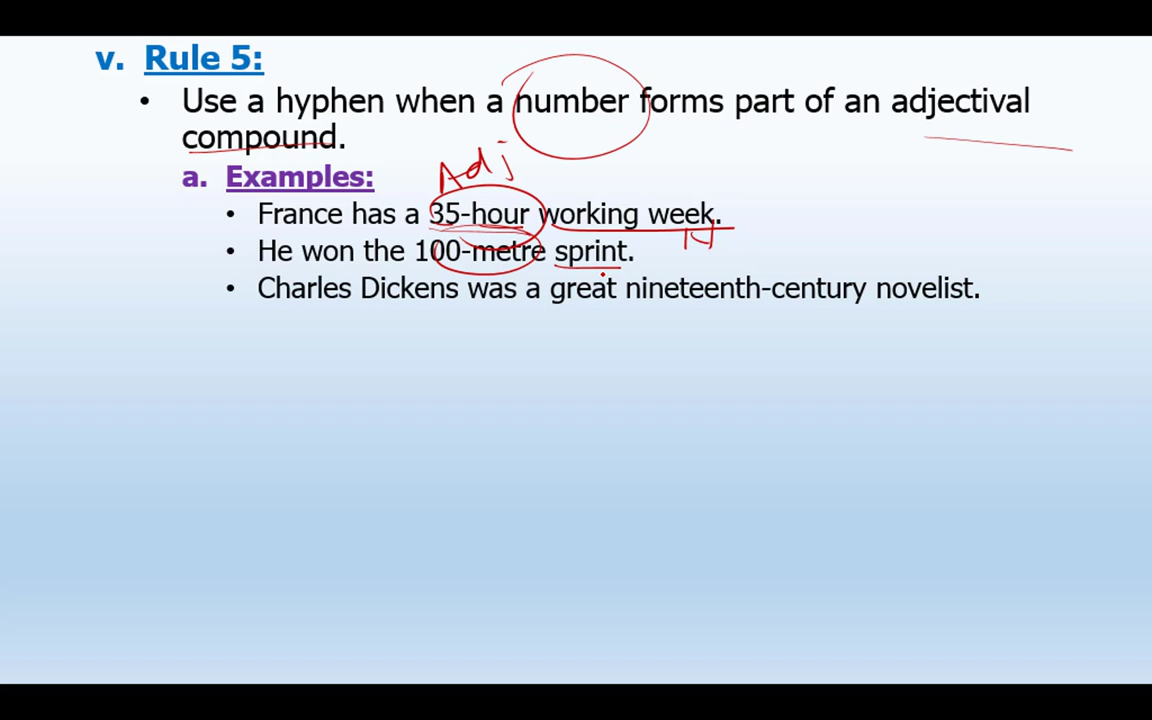 v. Rule 5:
• Use a hyphen when a number forms part of an adjectival
compound.
Adj
a. Examples:
• France has a 35-hour working week.
N
• He won the 100-metre sprint.
• Charles Dickens was a great nineteenth-century novelist.